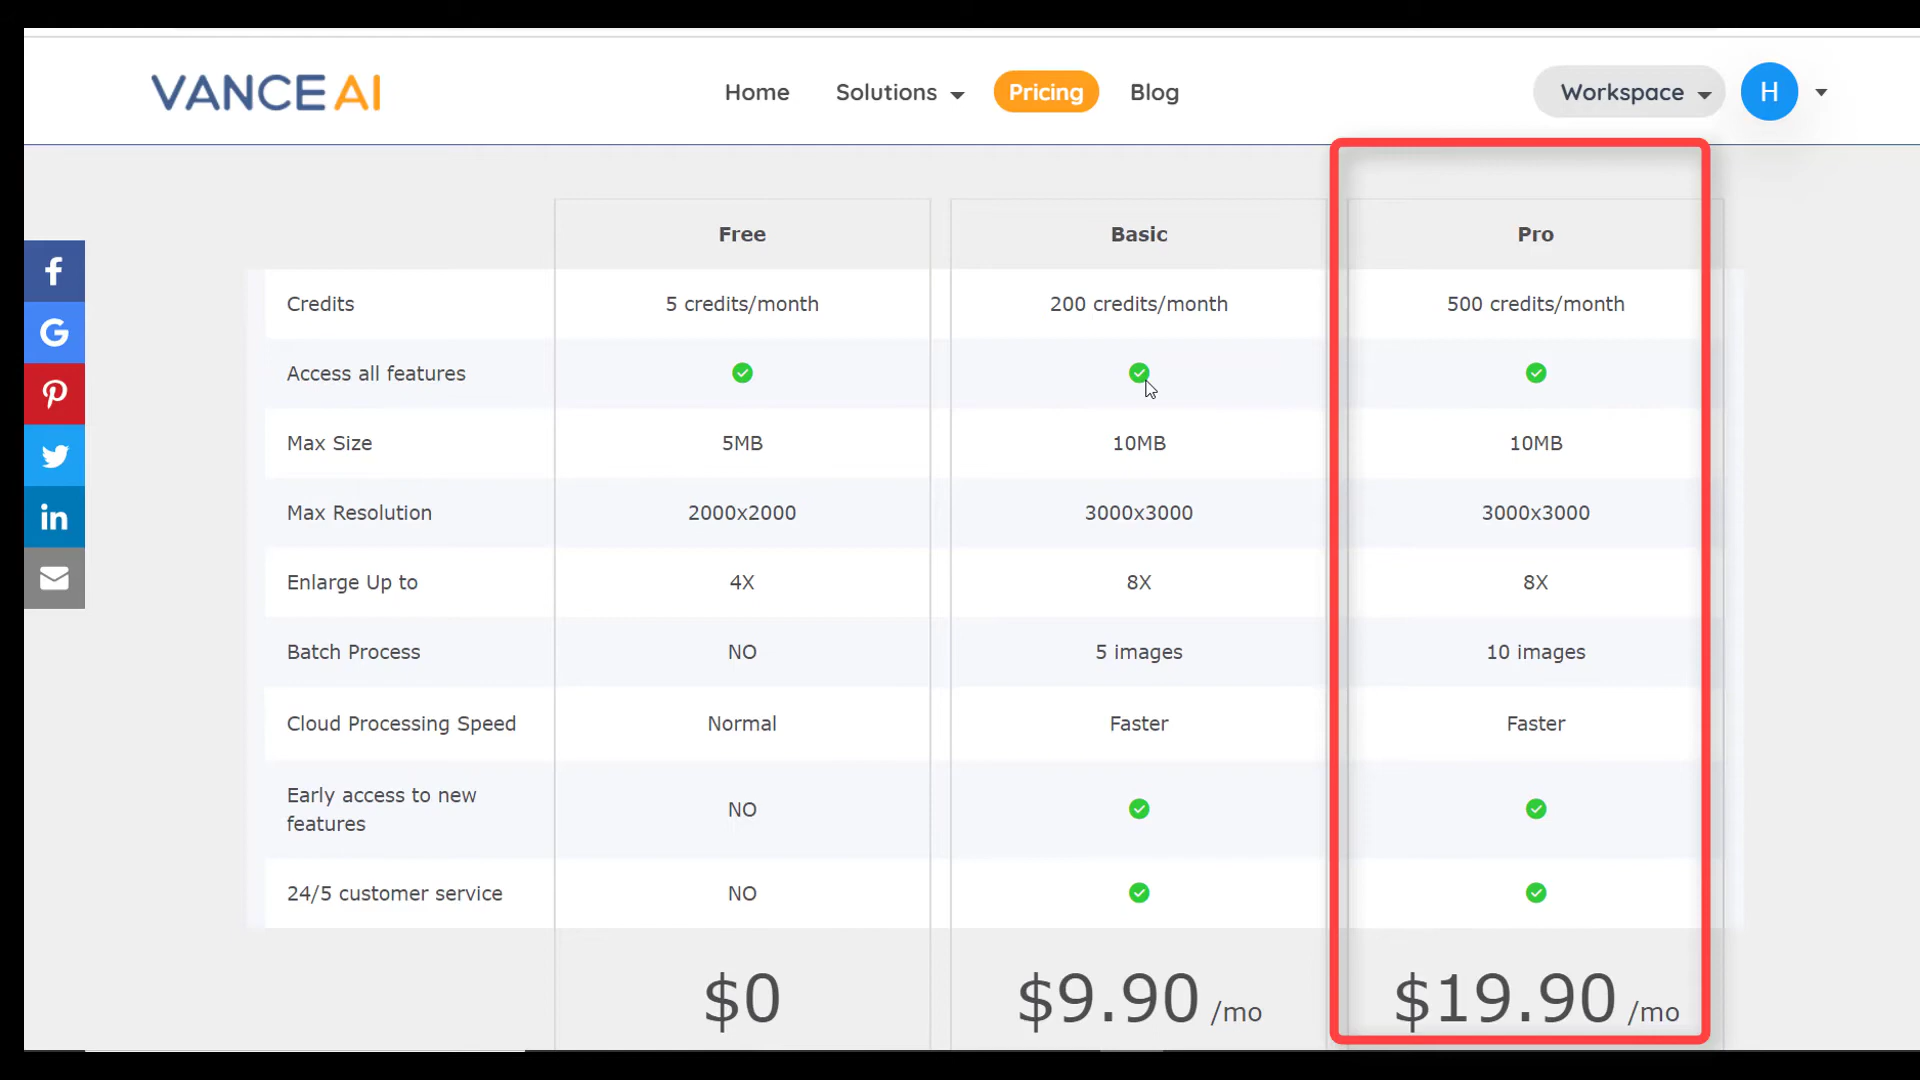 VANCE AI
Home Solutions Pricing Blog Workspace H
Free Basic Pro
Credits 5 credits/month 200 credits/month 500 credits/month
Access all features
Max Size 5MB 10MB 10MB
Max Resolution 2000x2000 3000x3000 3000x3000
Enlarge Up to 4X 8X 8X
Batch Process NO 5 images 10 images
Cloud Processing Speed Normal Faster Faster
Early access to new
features NO
24/5 customer service NO
$0 $9.90 /mo $19.90 /mo